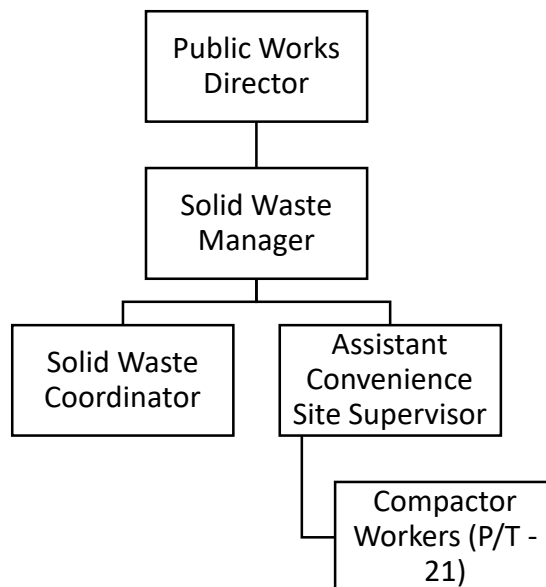 Public Works
Director
Solid Waste
Manager
Solid Waste
Coordinator
Assistant
Convenience
Site Supervisor
Compactor
Workers (P/T -
21)